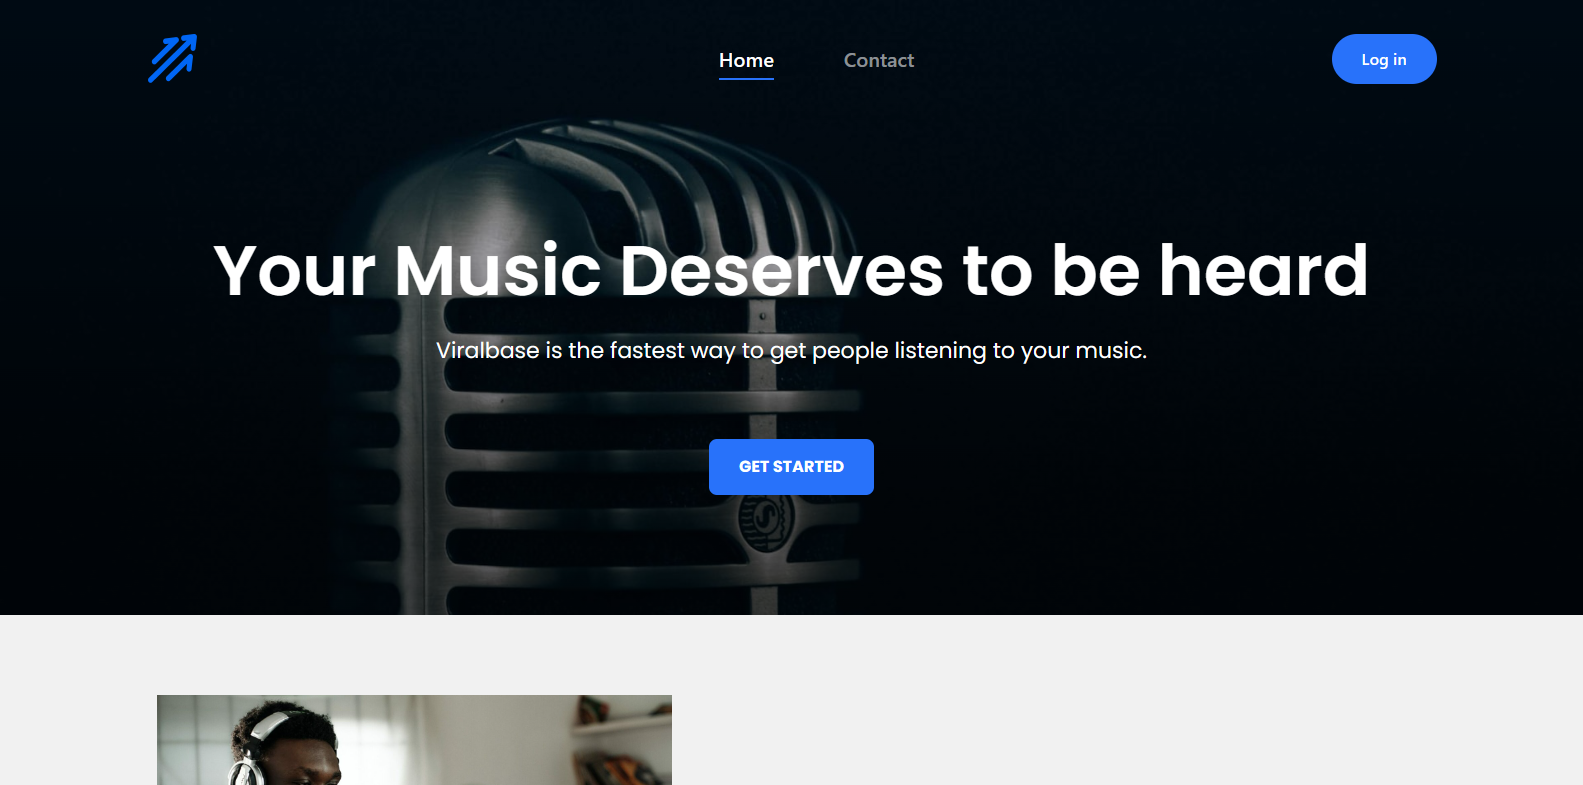 Home
Contact
Log in
Your Music Deserves to be heard
Viralbase is the fastest way to get people listening to your music.
GET STARTED